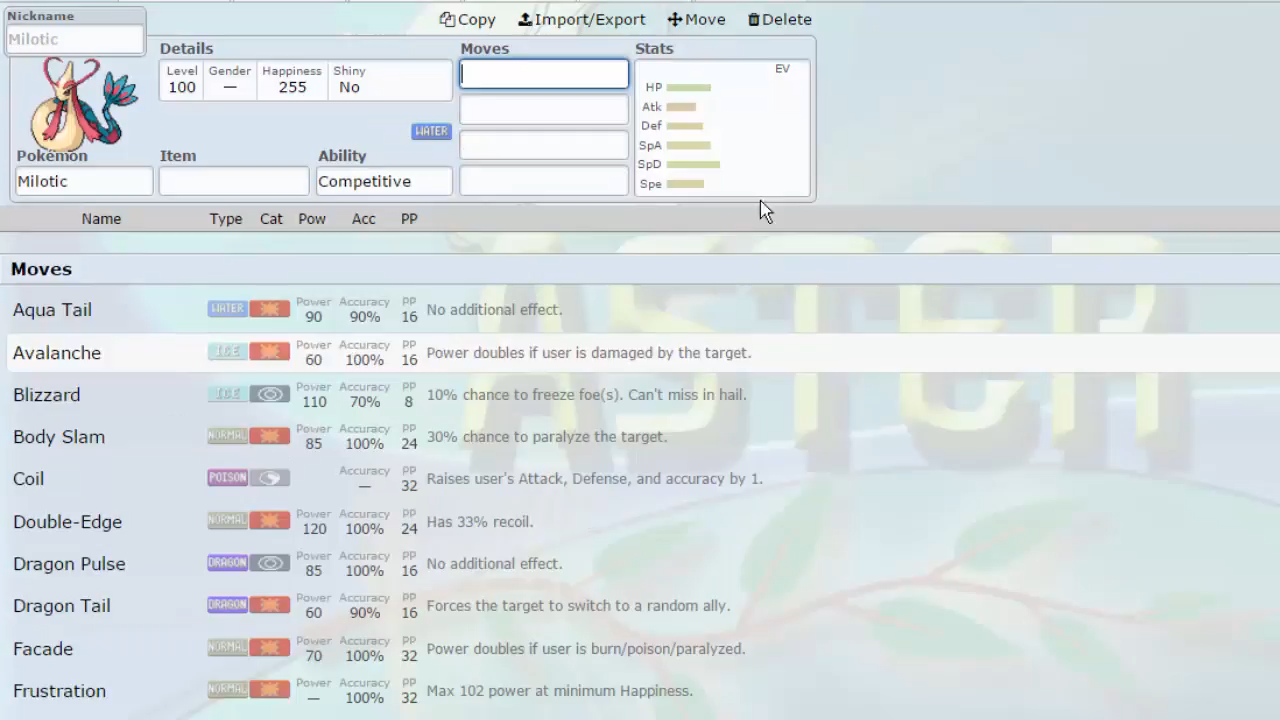 Nickname
Milotic
Copy Import/Export Move Delete
Details
Level
100
Gender
—
Happiness
255
Shiny
No
WATER
Pokémon
Milotic
Item
Ability
Competitive
Moves
Stats
EV
HP
Atk
Def
SpA
SpD
Spe
Name Type Cat Pow Acc PP
ASTER
Moves
Aqua Tail WATER Power 90 Accuracy 90% PP 16 No additional effect.
Avalanche ICE Power 60 Accuracy 100% PP 16 Power doubles if user is damaged by the target.
Blizzard ICE Power 110 Accuracy 70% PP 8 10% chance to freeze foe(s). Can't miss in hail.
Body Slam NORMAL Power 85 Accuracy 100% PP 24 30% chance to paralyze the target.
Coil POISON Accuracy — PP 32 Raises user's Attack, Defense, and accuracy by 1.
Double-Edge NORMAL Power 120 Accuracy 100% PP 24 Has 33% recoil.
Dragon Pulse DRAGON Power 85 Accuracy 100% PP 16 No additional effect.
Dragon Tail DRAGON Power 60 Accuracy 90% PP 16 Forces the target to switch to a random ally.
Facade NORMAL Power 70 Accuracy 100% PP 32 Power doubles if user is burn/poison/paralyzed.
Frustration NORMAL Power — Accuracy 100% PP 32 Max 102 power at minimum Happiness.